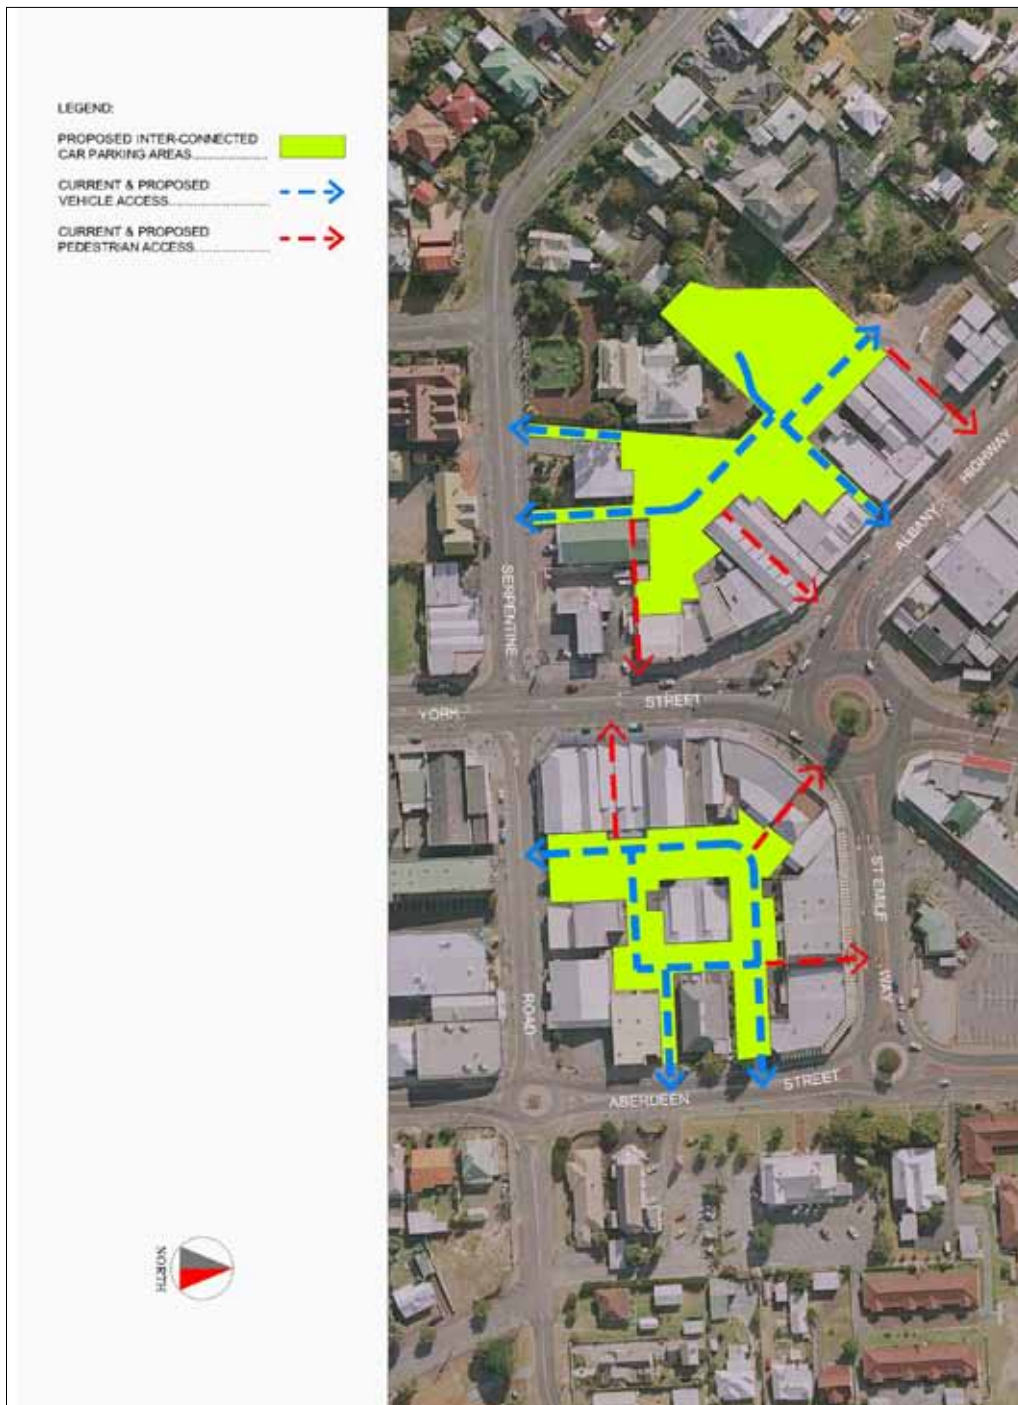 LEGEND:
PROPOSED INTER-CONNECTED
CAR PARKING AREAS........................
CURRENT & PROPOSED
VEHICLE ACCESS................................
CURRENT & PROPOSED
PEDESTRIAN ACCESS........................
HIGHWAY
ALBANY
SERPENTINE
STREET
YORK
ST EMILE
WAY
ROAD
STREET
ABERDEEN
NORTH